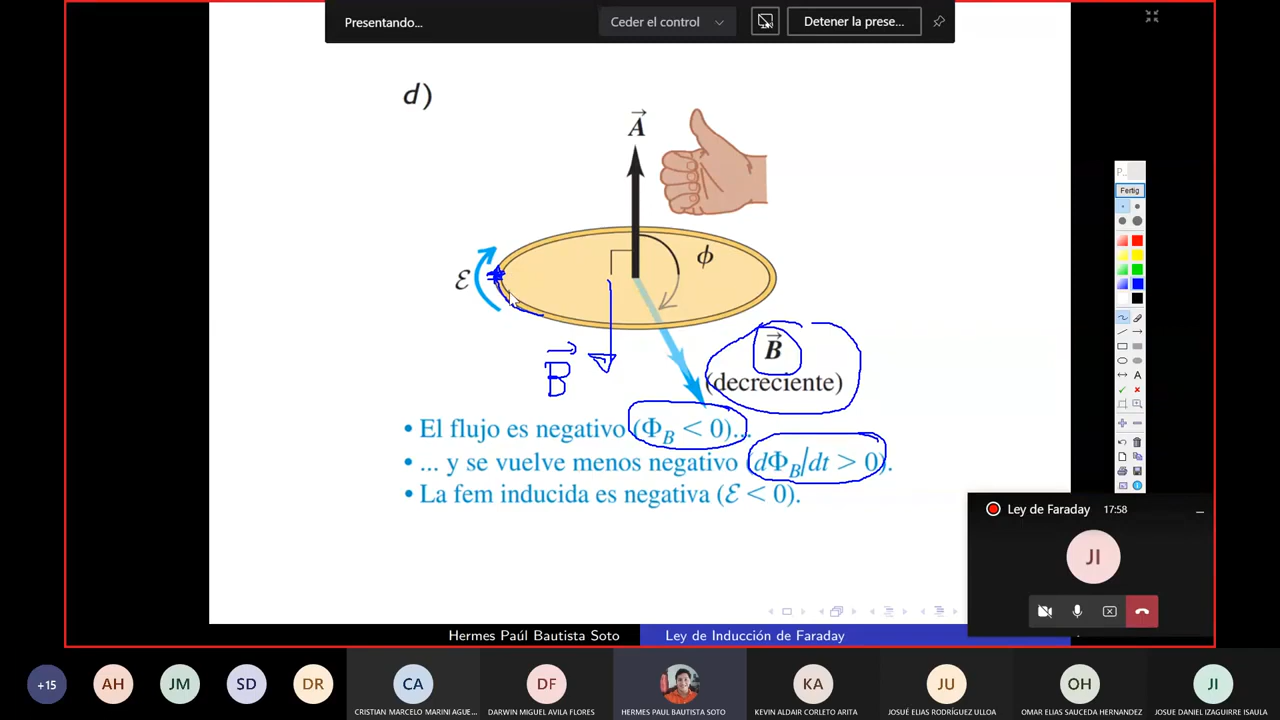 Presentando...
Ceder el control
Detener la prese...
d)
P..
Fertig
A
ϕ
ℰ
B
B
(decreciente)
• El flujo es negativo (Φ_B < 0)...
• ... y se vuelve menos negativo (dΦ_B/dt > 0).
• La fem inducida es negativa (ℰ < 0).
A
Ley de Faraday
17:58
JI
Hermes Paúl Bautista Soto
Ley de Inducción de Faraday
+15
AH
JM
SD
DR
CA
DF
KA
JU
OH
JI
CRISTIAN MARCELO MARINI AGUE...
DARWIN MIGUEL AVILA FLORES
HERMES PAUL BAUTISTA SOTO
KEVIN ALDAIR CORLETO ARITA
JOSUÉ ELIAS RODRÍGUEZ ULLOA
OMAR ELIAS SAUCEDA HERNANDEZ
JOSUE DANIEL IZAGUIRRE ISAULA